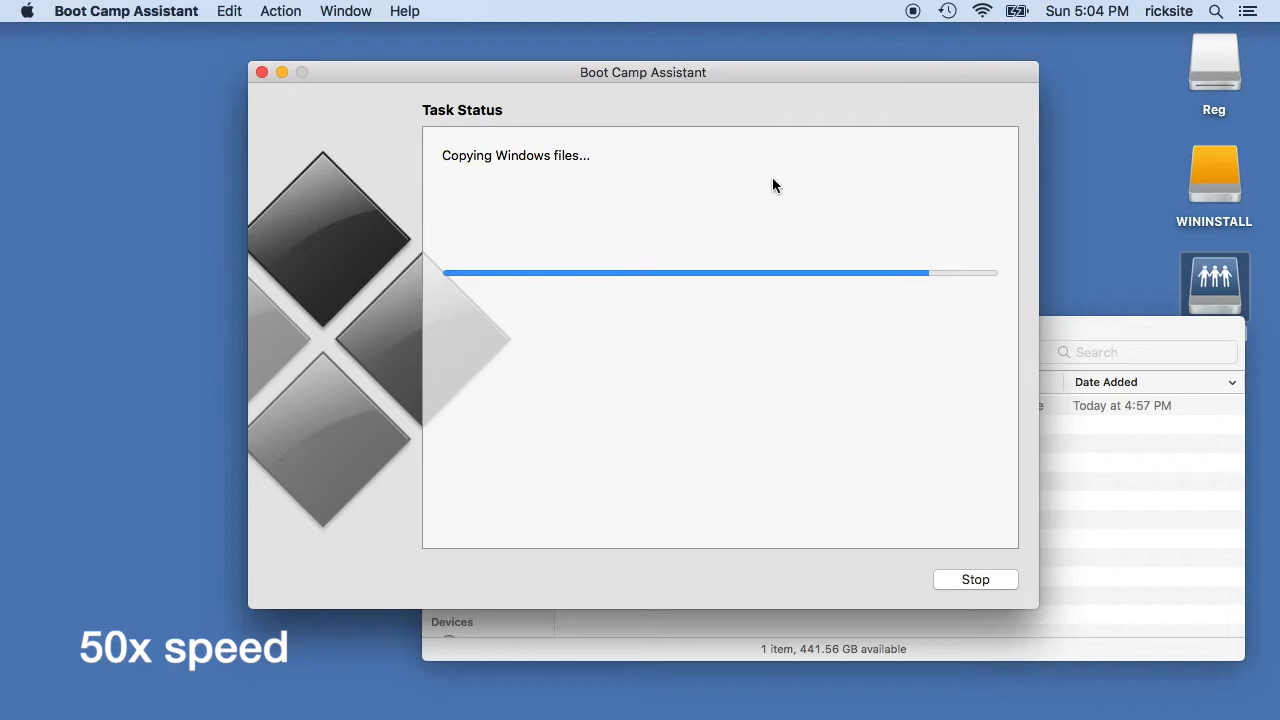 Boot Camp Assistant Edit Action Window Help Sun 5:04 PM ricksite
Boot Camp Assistant
Task Status
Copying Windows files...
Stop
Reg
WININSTALL
Search
Date Added
e Today at 4:57 PM
Devices
1 item, 441.56 GB available
50x speed